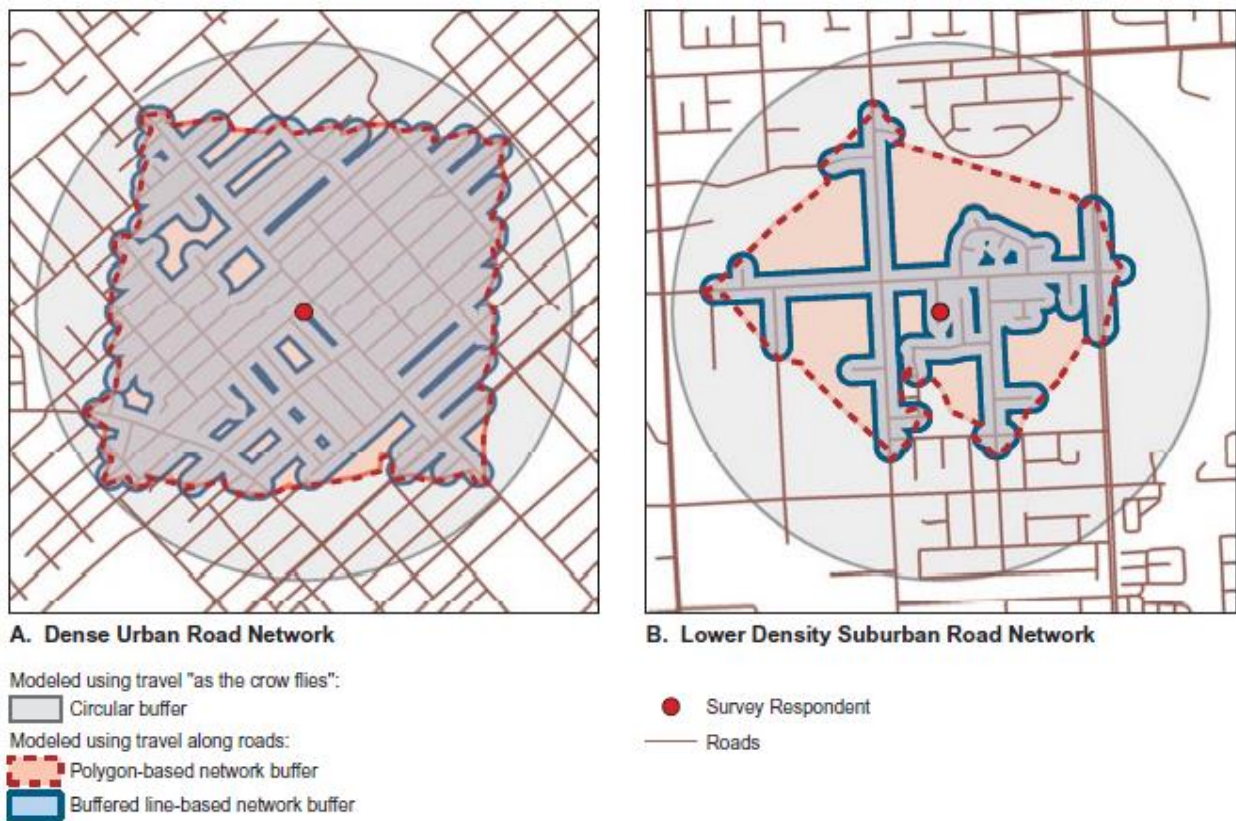 A. Dense Urban Road Network
B. Lower Density Suburban Road Network
Modeled using travel "as the crow flies":
Circular buffer
Modeled using travel along roads:
Polygon-based network buffer
Buffered line-based network buffer
Survey Respondent
Roads